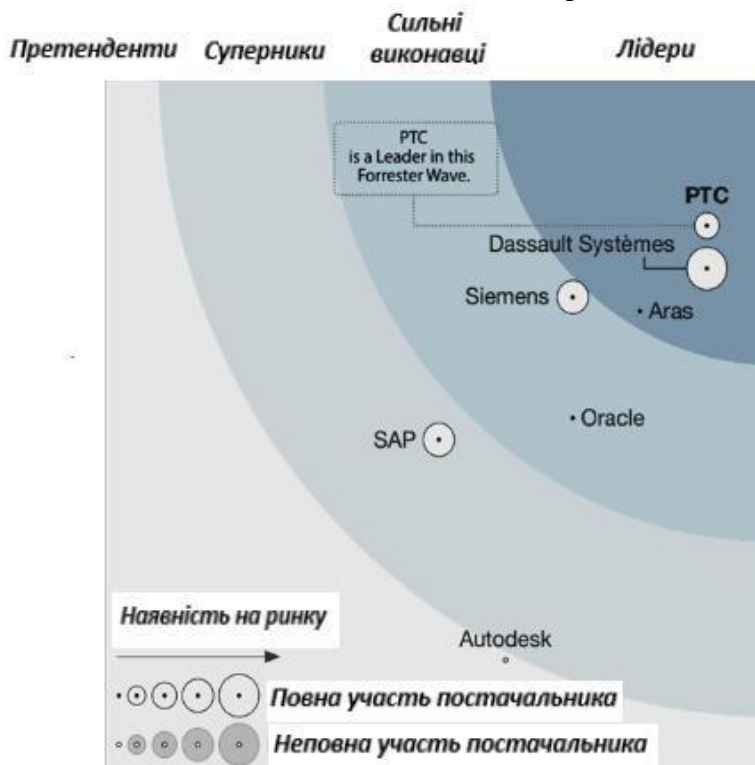 Претенденти
Суперники
Сильні
виконавці
Лідери
PTC
is a Leader in this
Forrester Wave.
PTC
Dassault Systèmes
Siemens
Aras
Oracle
SAP
Наявність на ринку
Autodesk
Повна участь постачальника
Неповна участь постачальника